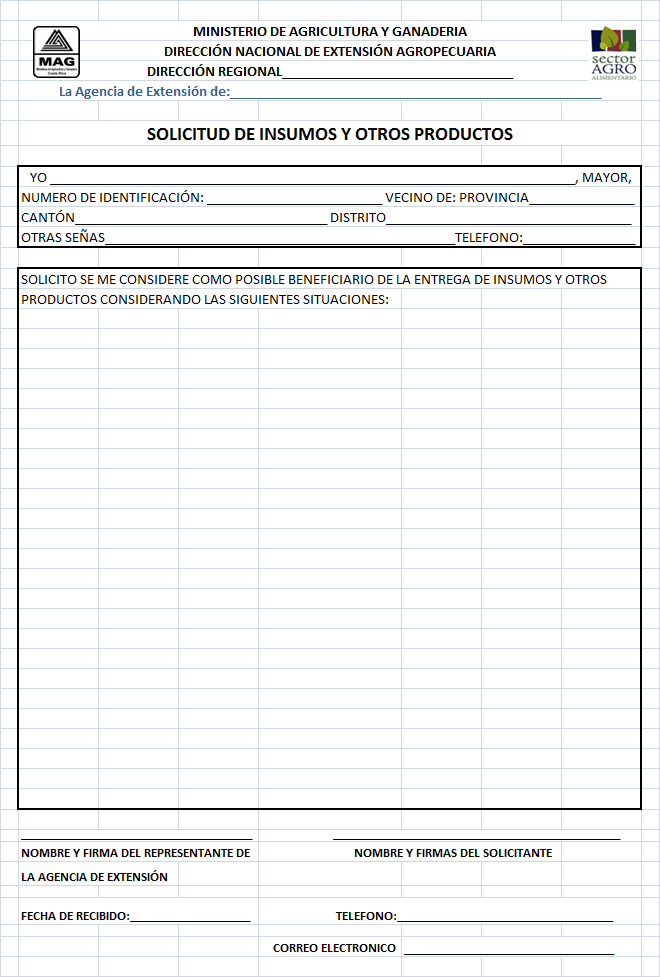 MINISTERIO DE AGRICULTURA Y GANADERIA
DIRECCIÓN NACIONAL DE EXTENSIÓN AGROPECUARIA
DIRECCIÓN REGIONAL
La Agencia de Extensión de:
MAG
Costa Rica
sector
AGRO
ALIMENTARIO
SOLICITUD DE INSUMOS Y OTROS PRODUCTOS
YO , MAYOR,
NUMERO DE IDENTIFICACIÓN: VECINO DE: PROVINCIA
CANTÓN DISTRITO
OTRAS SEÑAS TELEFONO:
SOLICITO SE ME CONSIDERE COMO POSIBLE BENEFICIARIO DE LA ENTREGA DE INSUMOS Y OTROS
PRODUCTOS CONSIDERANDO LAS SIGUIENTES SITUACIONES:
NOMBRE Y FIRMA DEL REPRESENTANTE DE NOMBRE Y FIRMAS DEL SOLICITANTE
LA AGENCIA DE EXTENSIÓN
FECHA DE RECIBIDO: TELEFONO:
CORREO ELECTRONICO